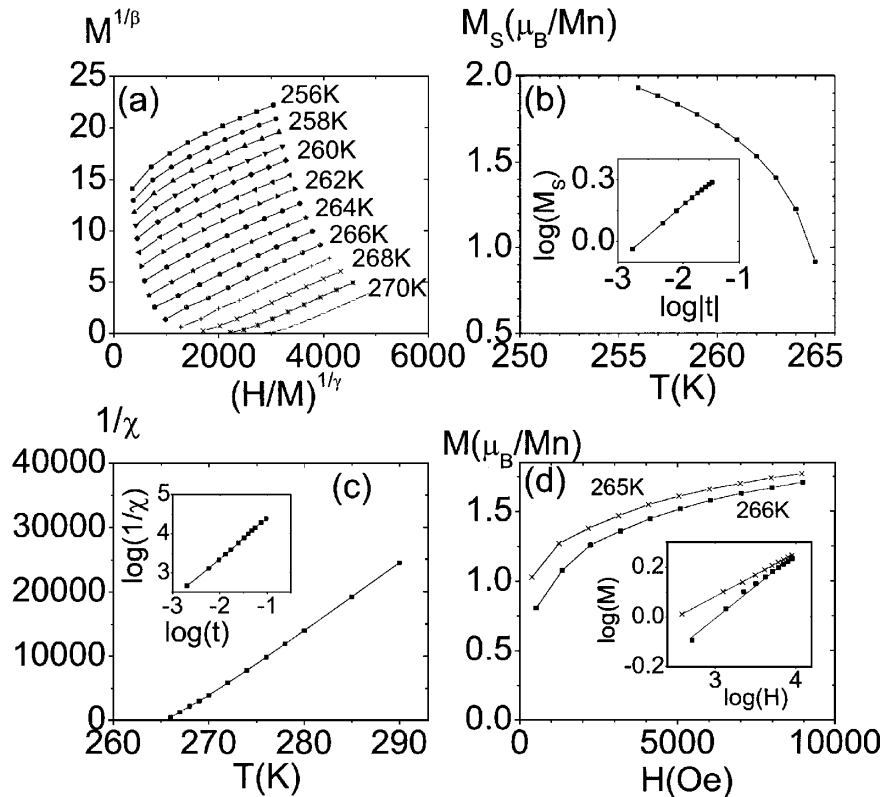 M^{1/β}
25
20
15
10
5
0
(a)
256K
258K
260K
262K
264K
266K
268K
270K
0 2000 4000 6000
(H/M)^{1/γ}
M_S(μ_B/Mn)
2.0
1.5
1.0
0.5
(b)
log(M_S)
0.3
0.0
-3 -2 -1
log|t|
250 255 260 265
T(K)
1/χ
40000
30000
20000
10000
0
(c)
log(1/χ)
5
4
3
-3 -2 -1 0
log(t)
260 270 280 290
T(K)
M(μ_B/Mn)
1.5
1.0
0.5
0.0
(d)
265K
266K
log(M)
0.2
0.0
-0.2
3 4
log(H)
0 5000 10000
H(Oe)